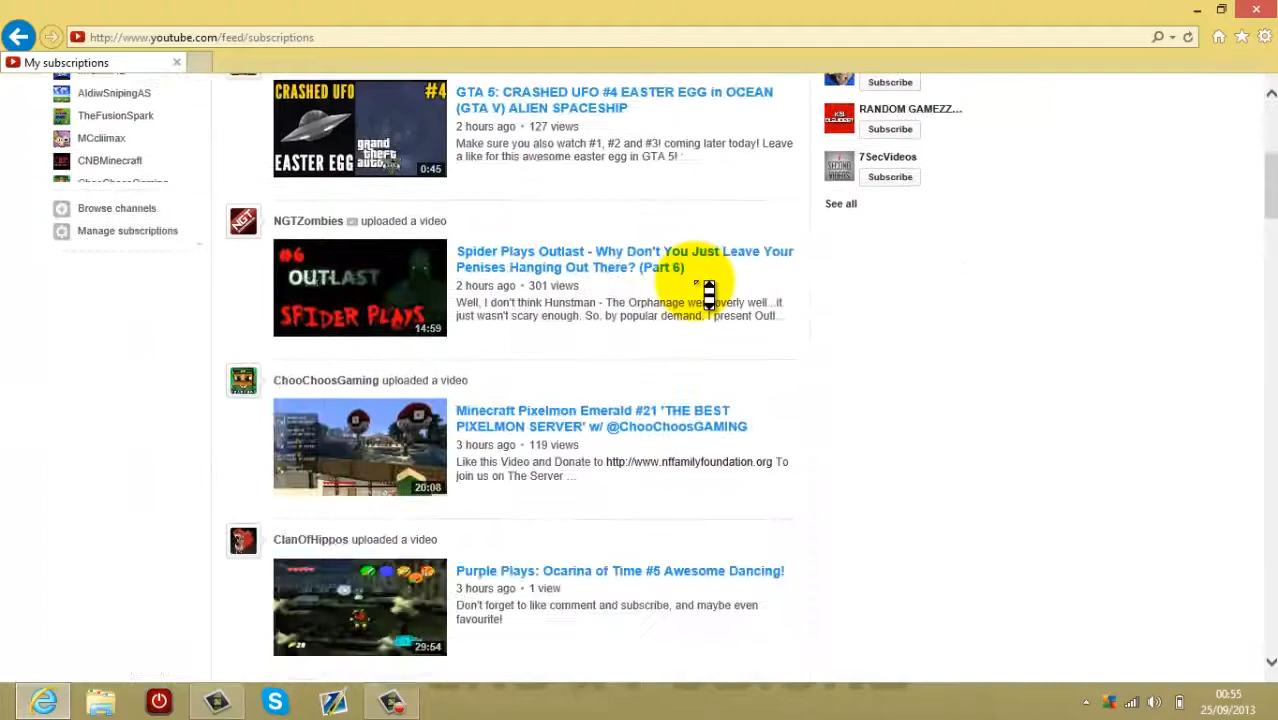 http://www.youtube.com/feed/subscriptions
My subscriptions
AldiwSnipingAS
TheFusionSpark
MCcliimax
CNBMinecraft
ChooChoosGaming
Browse channels
Manage subscriptions
CRASHED UFO #4
grand
theft
auto
EASTER EGG
0:45
GTA 5: CRASHED UFO #4 EASTER EGG in OCEAN
(GTA V) ALIEN SPACESHIP
2 hours ago • 127 views
Make sure you also watch #1, #2 and #3! coming later today! Leave
a like for this awesome easter egg in GTA 5!
NGT
NGTZombies uploaded a video
#6
OUTLAST
SPIDER PLAYS
14:59
Spider Plays Outlast - Why Don't You Just Leave Your
Penises Hanging Out There? (Part 6)
2 hours ago • 301 views
Well, I don't think Hunstman - The Orphanage went overly well...it
just wasn't scary enough. So, by popular demand, I present Outl...
ChooChoosGaming uploaded a video
20:08
Minecraft Pixelmon Emerald #21 'THE BEST
PIXELMON SERVER' w/ @ChooChoosGAMING
3 hours ago • 119 views
Like this Video and Donate to http://www.nffamilyfoundation.org To
join us on The Server ...
ClanOfHippos uploaded a video
29:54
Purple Plays: Ocarina of Time #5 Awesome Dancing!
3 hours ago • 1 view
Don't forget to like comment and subscribe, and maybe even
favourite!
Subscribe
RANDOM GAMEZZ...
Subscribe
7SecVideos
Subscribe
See all
00:55
25/09/2013